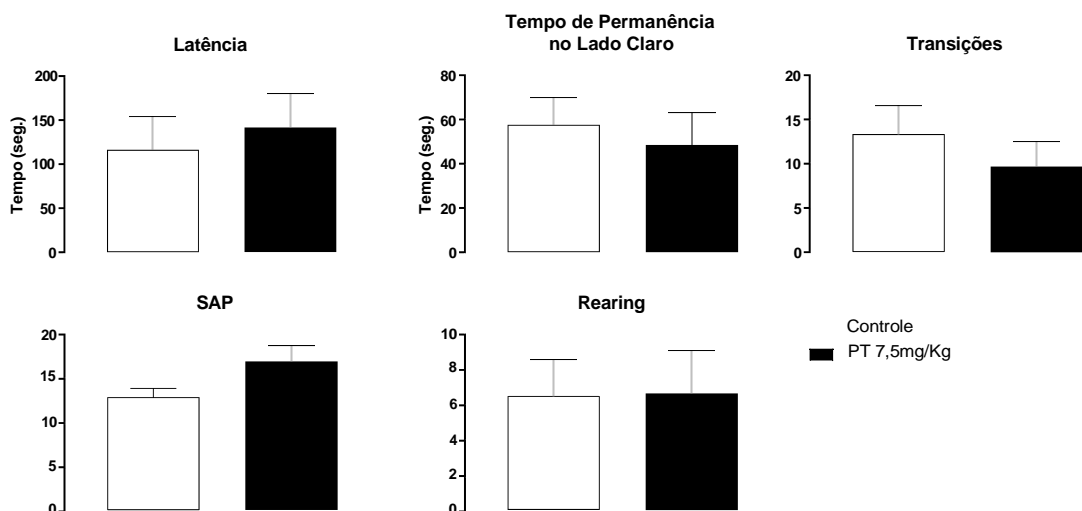 Latência
Tempo (seg.)
200
150
100
50
0
Tempo de Permanência
no Lado Claro
Tempo (seg.)
80
60
40
20
0
Transições
20
15
10
5
0
SAP
20
15
10
5
0
Rearing
10
8
6
4
2
0
Controle
PT 7,5mg/Kg